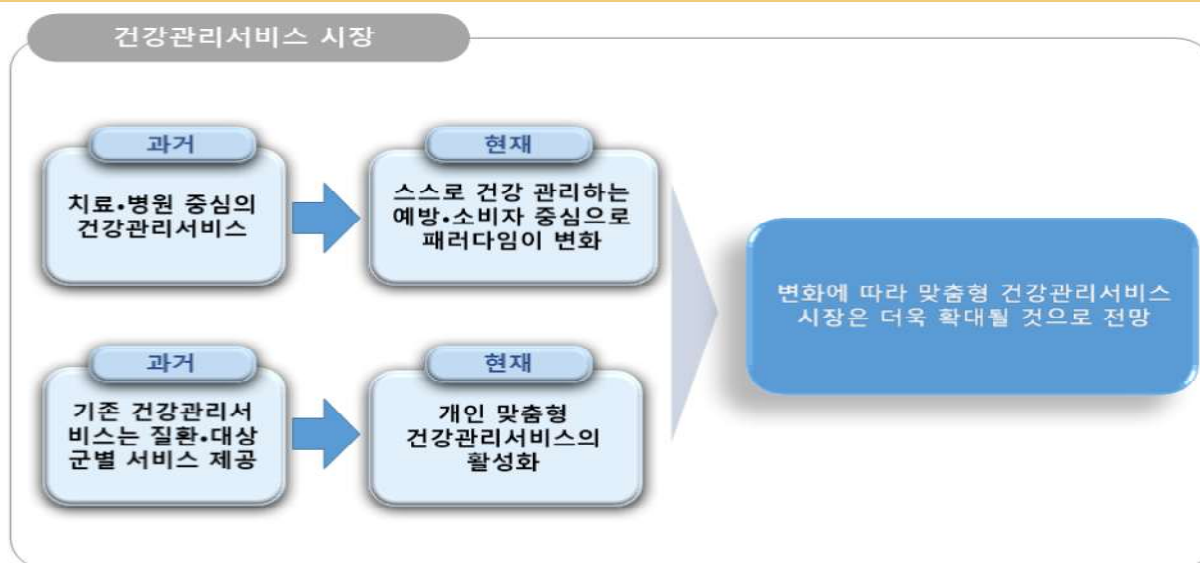 건강관리서비스 시장
과거
치료•병원 중심의
건강관리서비스
현재
스스로 건강 관리하는
예방•소비자 중심으로
패러다임이 변화
과거
기존 건강관리서
비스는 질환•대상
군별 서비스 제공
현재
개인 맞춤형
건강관리서비스의
활성화
변화에 따라 맞춤형 건강관리서비스
시장은 더욱 확대될 것으로 전망